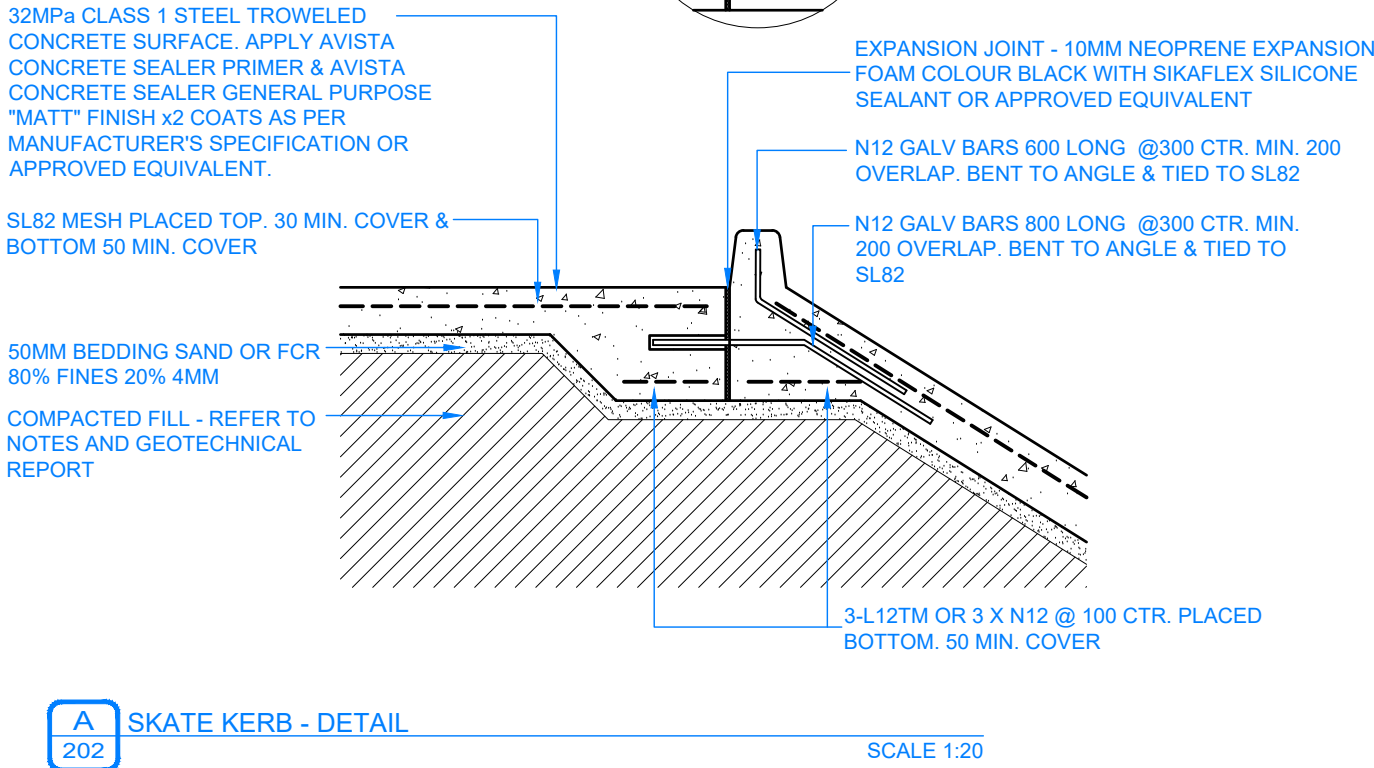 32MPa CLASS 1 STEEL TROWELED
CONCRETE SURFACE. APPLY AVISTA
CONCRETE SEALER PRIMER & AVISTA
CONCRETE SEALER GENERAL PURPOSE
"MATT" FINISH x2 COATS AS PER
MANUFACTURER'S SPECIFICATION OR
APPROVED EQUIVALENT.
SL82 MESH PLACED TOP. 30 MIN. COVER &
BOTTOM 50 MIN. COVER
50MM BEDDING SAND OR FCR
80% FINES 20% 4MM
COMPACTED FILL - REFER TO
NOTES AND GEOTECHNICAL
REPORT
EXPANSION JOINT - 10MM NEOPRENE EXPANSION
FOAM COLOUR BLACK WITH SIKAFLEX SILICONE
SEALANT OR APPROVED EQUIVALENT
N12 GALV BARS 600 LONG @300 CTR. MIN. 200
OVERLAP. BENT TO ANGLE & TIED TO SL82
N12 GALV BARS 800 LONG @300 CTR. MIN.
200 OVERLAP. BENT TO ANGLE & TIED TO
SL82
3-L12TM OR 3 X N12 @ 100 CTR. PLACED
BOTTOM. 50 MIN. COVER
A
202
SKATE KERB - DETAIL
SCALE 1:20